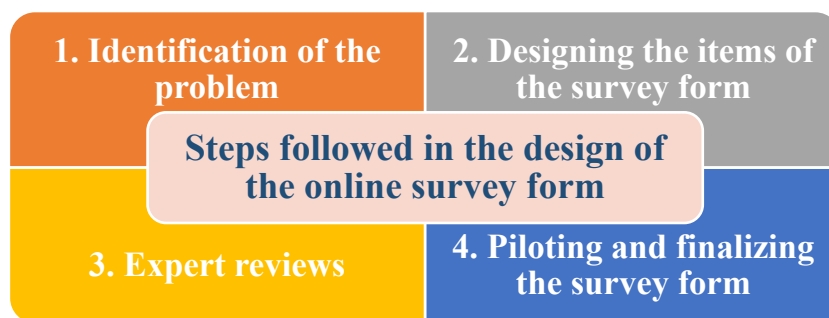 1. Identification of the
problem
2. Designing the items of
the survey form
Steps followed in the design of
the online survey form
3. Expert reviews
4. Piloting and finalizing
the survey form